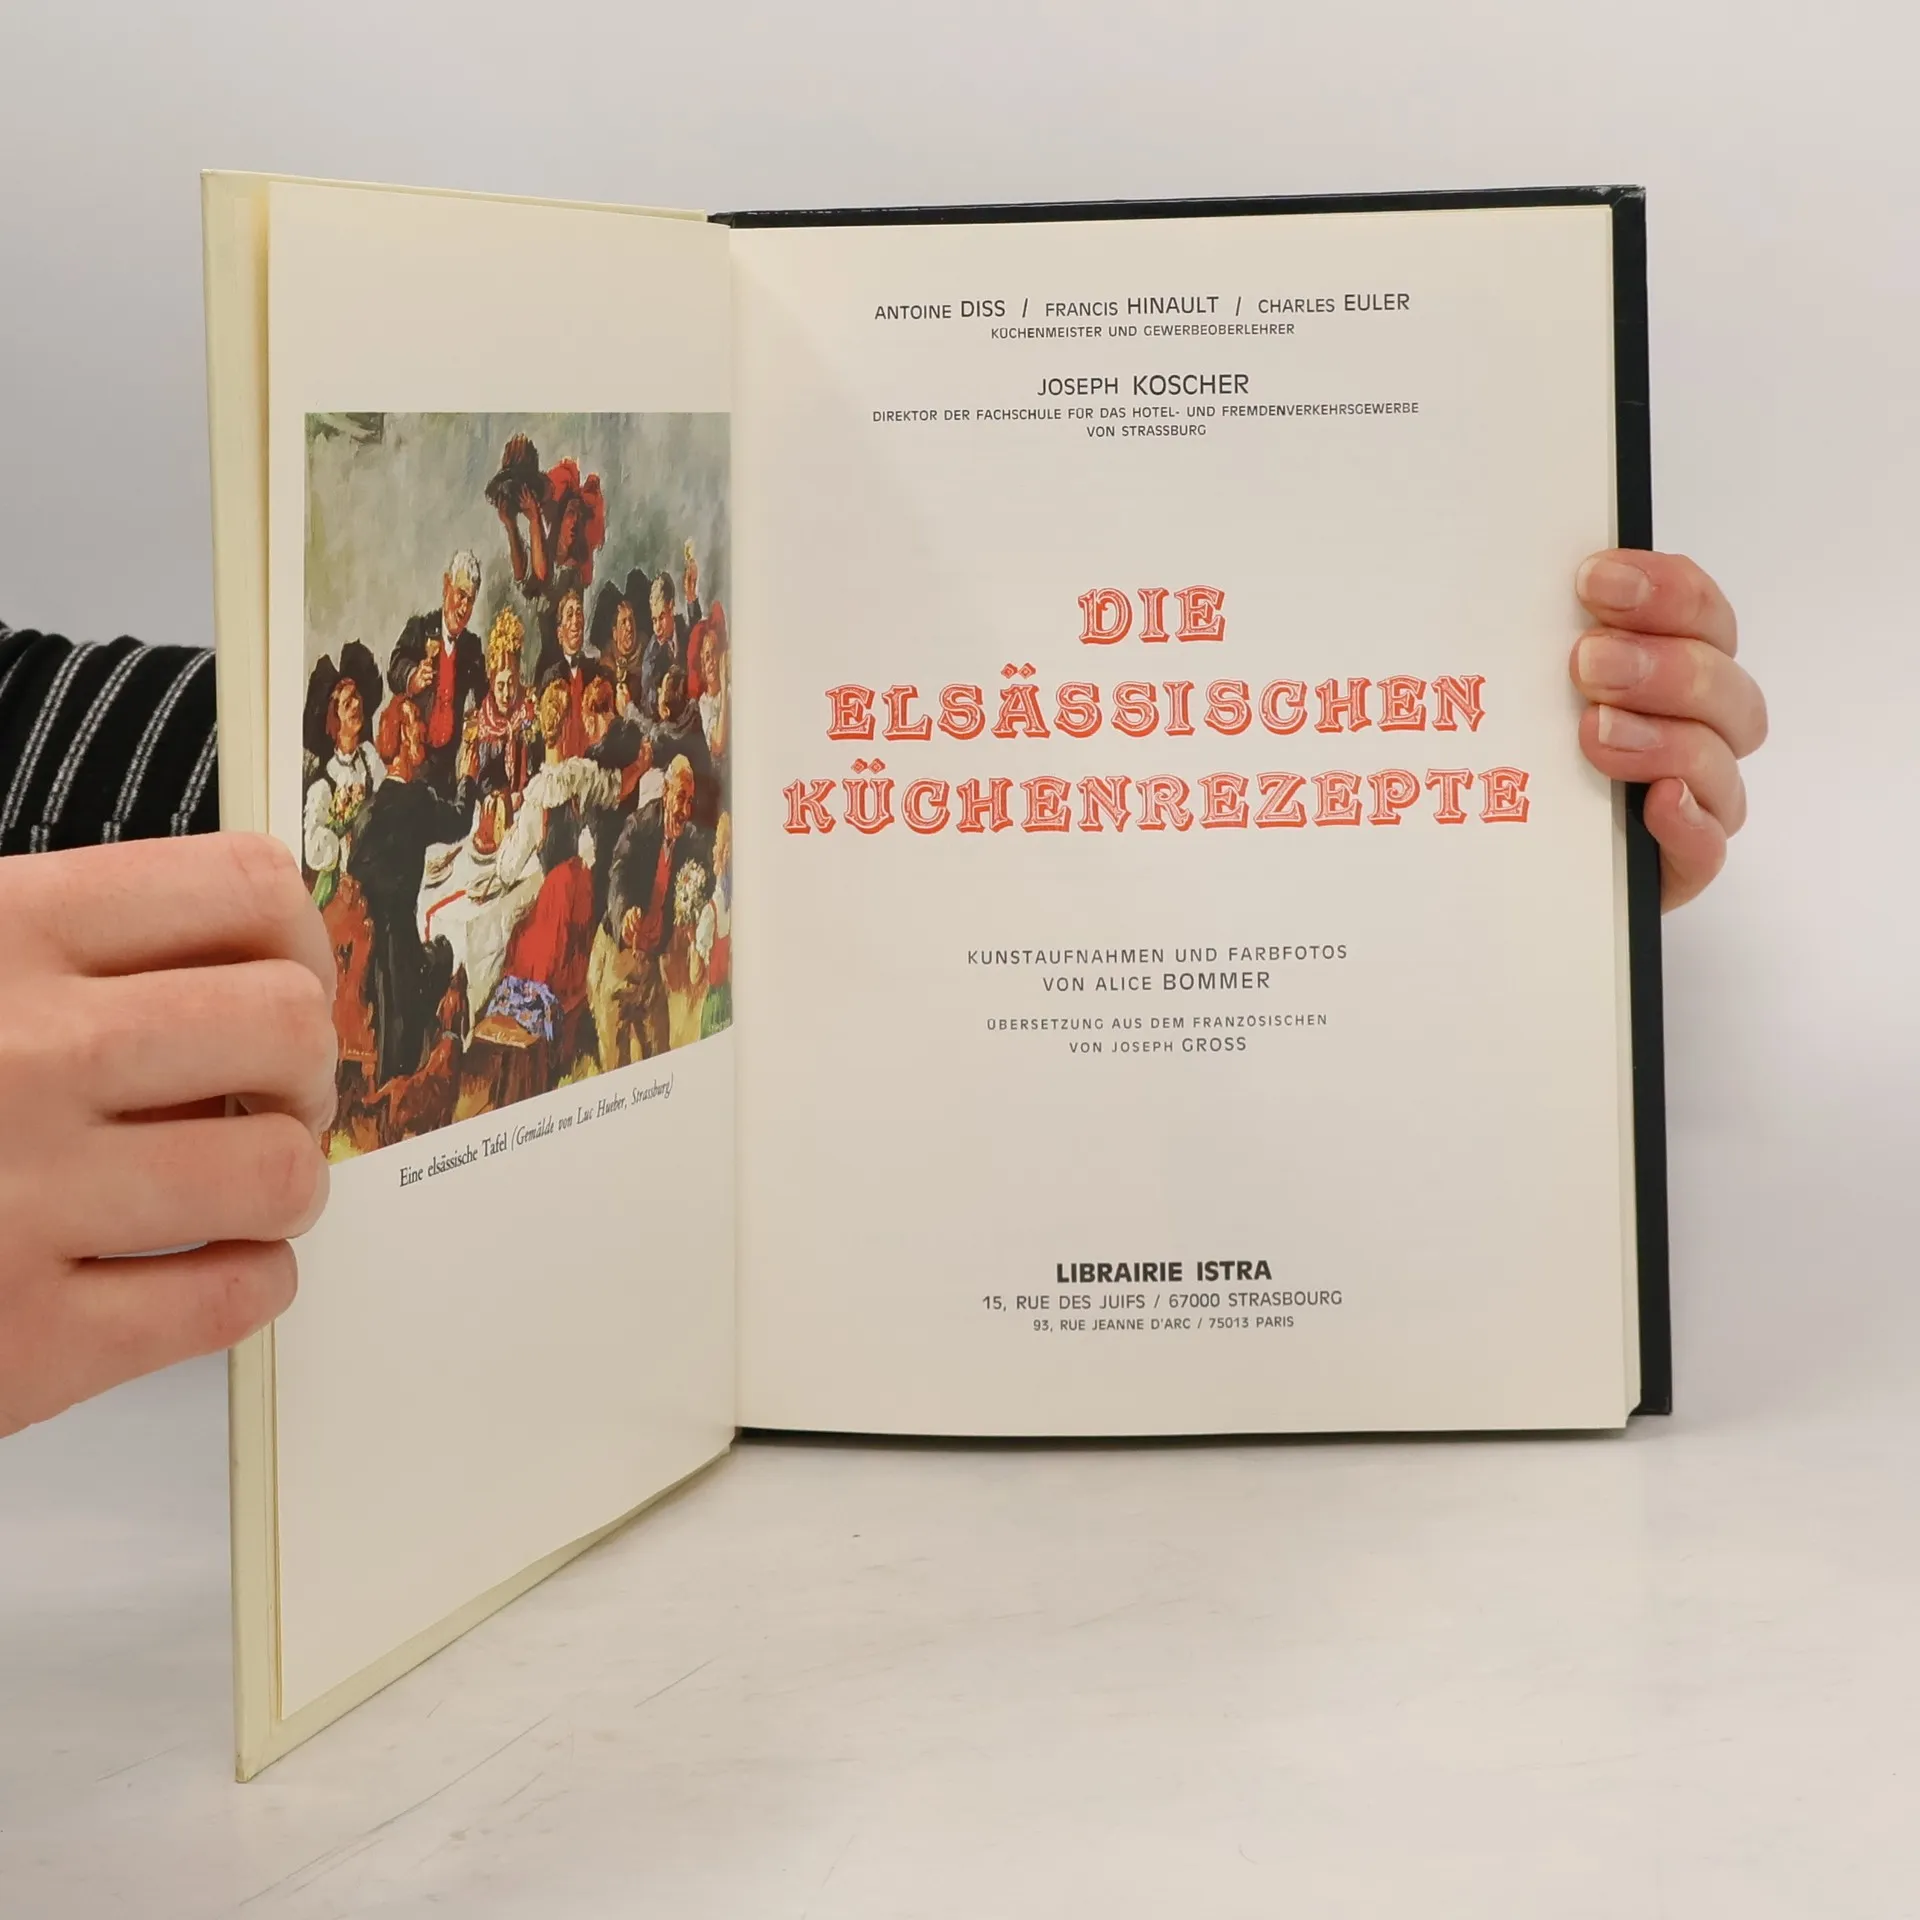 Eine elsässische Tafel (Gemälde von Luc Hueber, Strassburg)
ANTOINE DISS / FRANCIS HINAULT / CHARLES EULER
KÜCHENMEISTER UND GEWERBEOBERLEHRER
JOSEPH KOSCHER
DIREKTOR DER FACHSCHULE FÜR DAS HOTEL- UND FREMDENVERKEHRSGEWERBE
VON STRASSBURG
DIE
ELSÄSSISCHEN
KÜCHENREZEPTE
KUNSTAUFNAHMEN UND FARBFOTOS
VON ALICE BOMMER
ÜBERSETZUNG AUS DEM FRANZÖSISCHEN
VON JOSEPH GROSS
LIBRAIRIE ISTRA
15, RUE DES JUIFS / 67000 STRASBOURG
93, RUE JEANNE D'ARC / 75013 PARIS